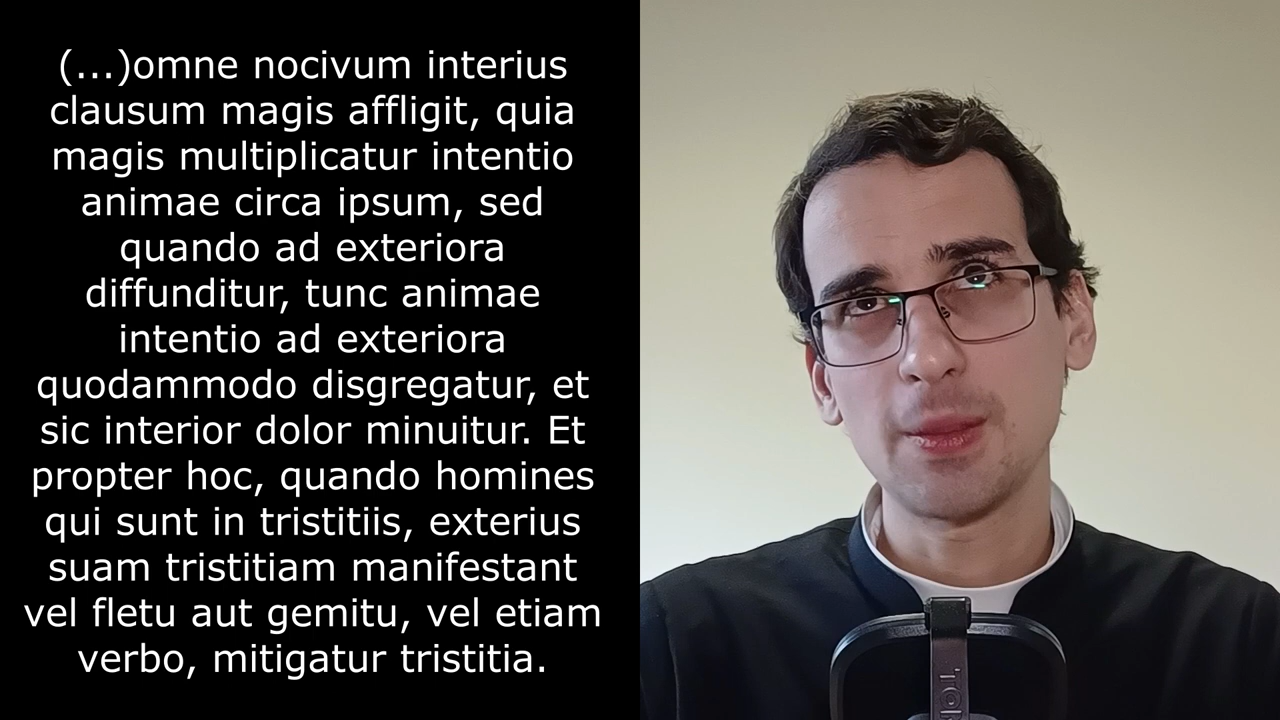 (...)omne nocivum interius
clausum magis affligit, quia
magis multiplicatur intentio
animae circa ipsum, sed
quando ad exteriora
diffunditur, tunc animae
intentio ad exteriora
quodammodo disgregatur, et
sic interior dolor minuitur. Et
propter hoc, quando homines
qui sunt in tristitiis, exterius
suam tristitiam manifestant
vel fletu aut gemitu, vel etiam
verbo, mitigatur tristitia.